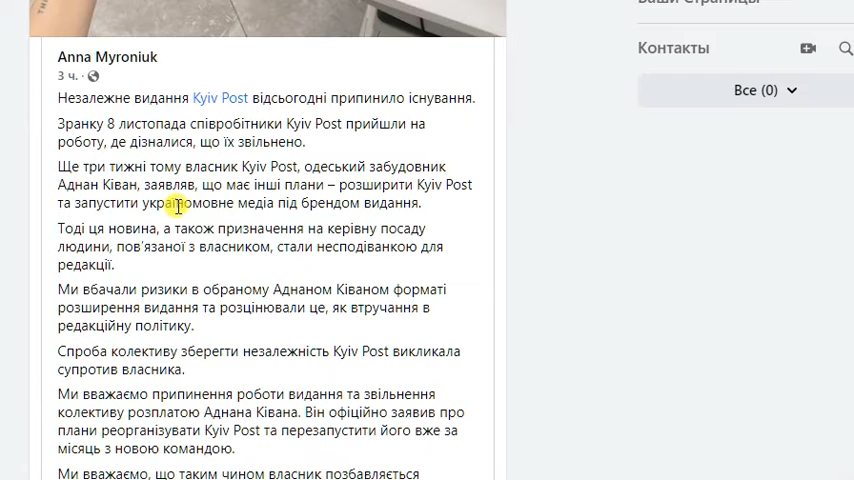 Ваши Страницы
Контакты
Все (0)
Anna Myroniuk
3 ч.
Незалежне видання Kyiv Post відсьогодні припинило існування.
Зранку 8 листопада співробітники Kyiv Post прийшли на
роботу, де дізналися, що їх звільнено.
Ще три тижні тому власник Kyiv Post, одеський забудовник
Аднан Ківан, заявляв, що має інші плани – розширити Kyiv Post
та запустити україномовне медіа під брендом видання.
Тоді ця новина, а також призначення на керівну посаду
людини, пов’язаної з власником, стали несподіванкою для
редакції.
Ми вбачали ризики в обраному Аднаном Ківаном форматі
розширення видання та розцінювали це, як втручання в
редакційну політику.
Спроба колективу зберегти незалежність Kyiv Post викликала
супротив власника.
Ми вважаємо припинення роботи видання та звільнення
колективу розплатою Аднана Ківана. Він офіційно заявив про
плани реорганізувати Kyiv Post та перезапустити його вже за
місяць з новою командою.
Ми вважаємо, що таким чином власник позбавляється